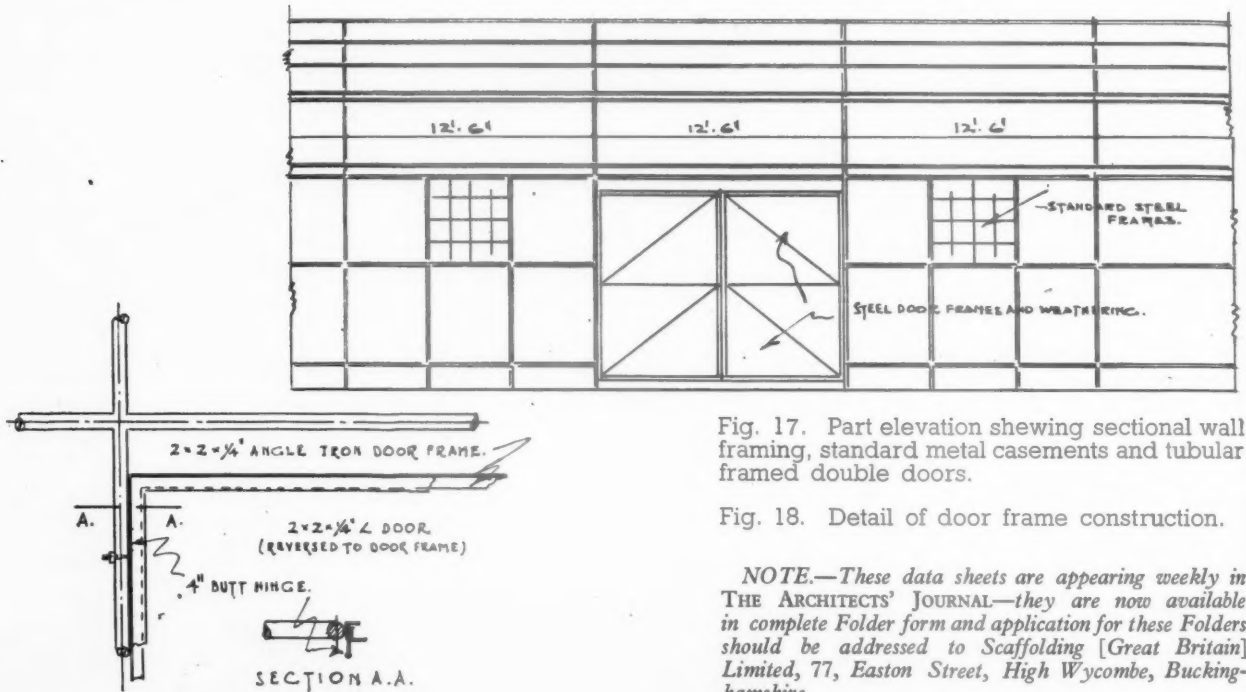 12'. 6"
12'. 6"
12'. 6"
STANDARD STEEL
FRAMES.
STEEL DOOR FRAMES AND WEATHERING.
2 × 2 × 1/4" ANGLE IRON DOOR FRAME.
A. A.
2 × 2 × 1/4" L DOOR
(REVERSED TO DOOR FRAME)
4" BUTT HINGE.
SECTION A.A.
Fig. 17. Part elevation shewing sectional wall
framing, standard metal casements and tubular
framed double doors.
Fig. 18. Detail of door frame construction.
NOTE.—These data sheets are appearing weekly in
THE ARCHITECTS' JOURNAL—they are now available
in complete Folder form and application for these Folders
should be addressed to Scaffolding [Great Britain]
Limited, 77, Easton Street, High Wycombe, Bucking-
hamshire